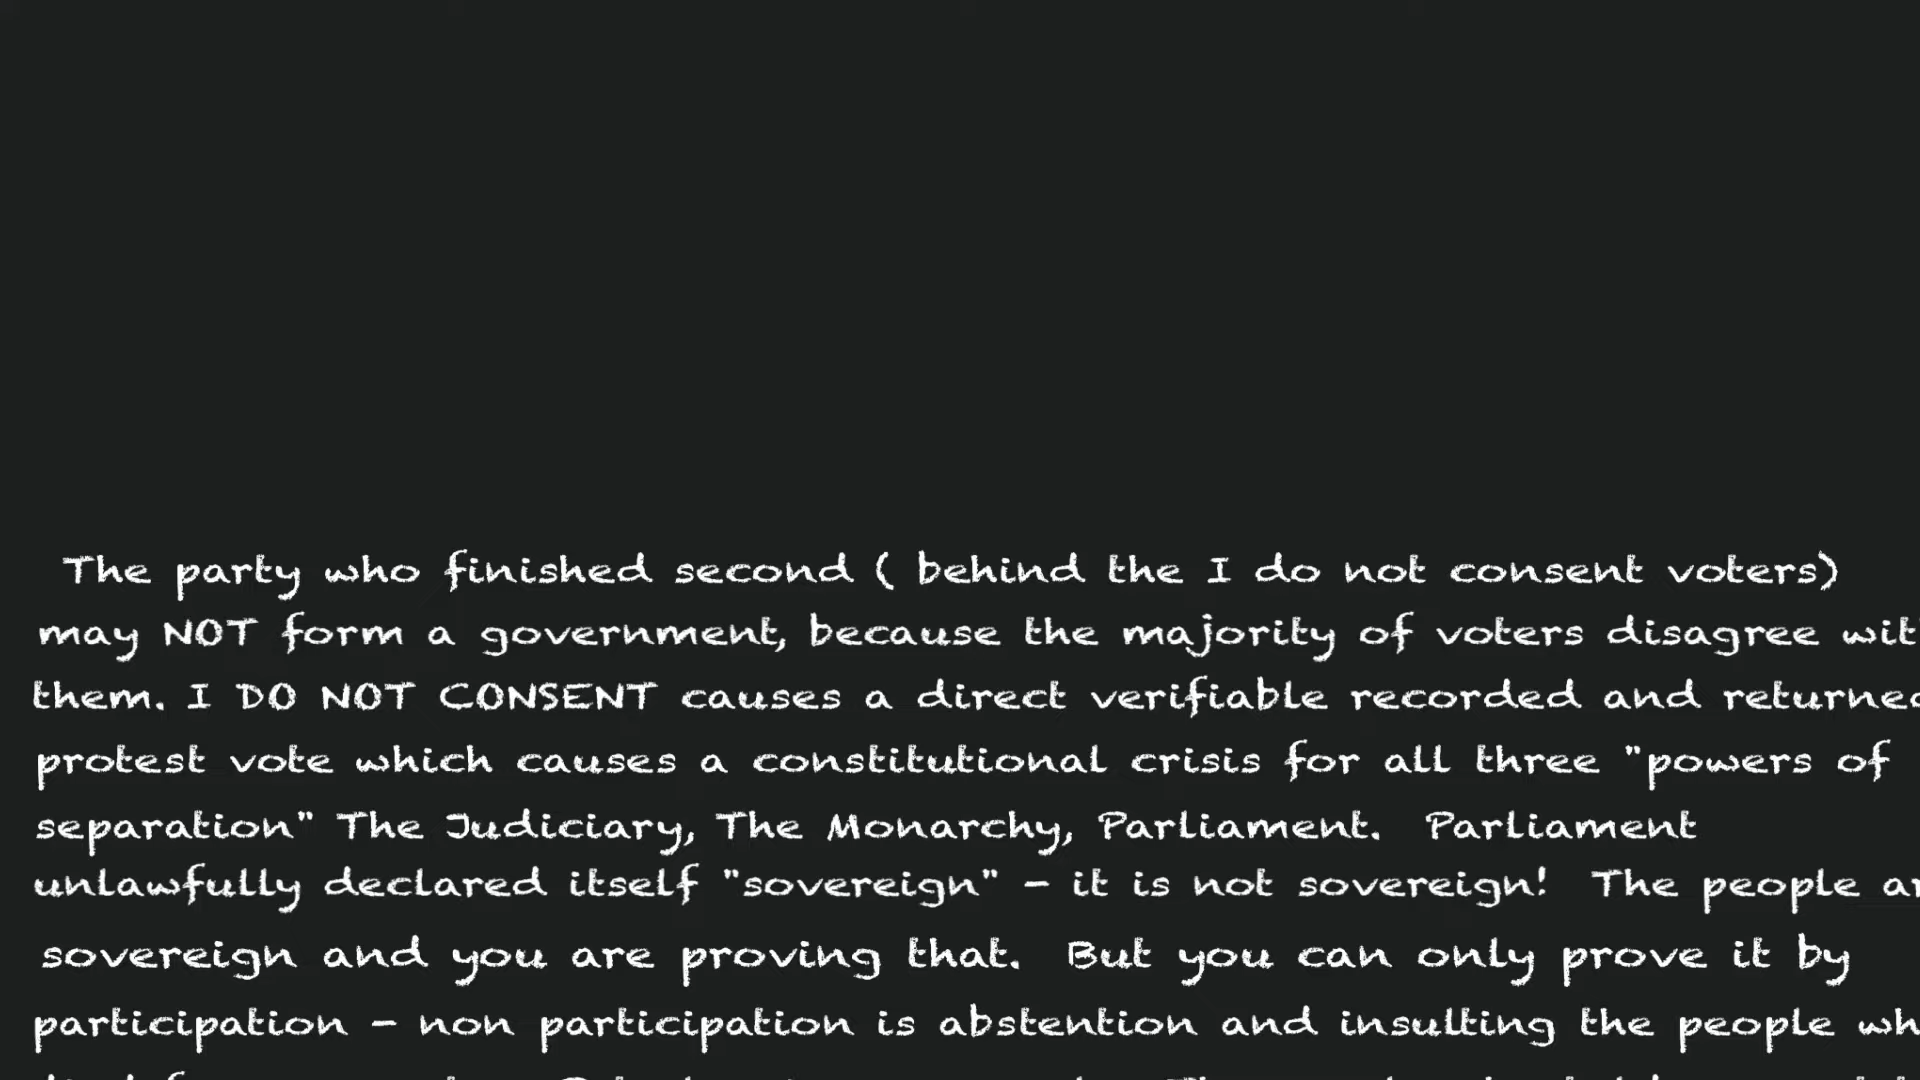 The party who finished second ( behind the I do not consent voters)
may NOT form a government, because the majority of voters disagree
them. I DO NOT CONSENT causes a direct verifiable recorded and returned
protest vote which causes a constitutional crisis for all three "powers of
separation" The Judiciary, The Monarchy, Parliament. Parliament
unlawfully declared itself "sovereign" - it is not sovereign! The people
sovereign and you are proving that. But you can only prove it by
participation - non participation is abstention and insulting the people